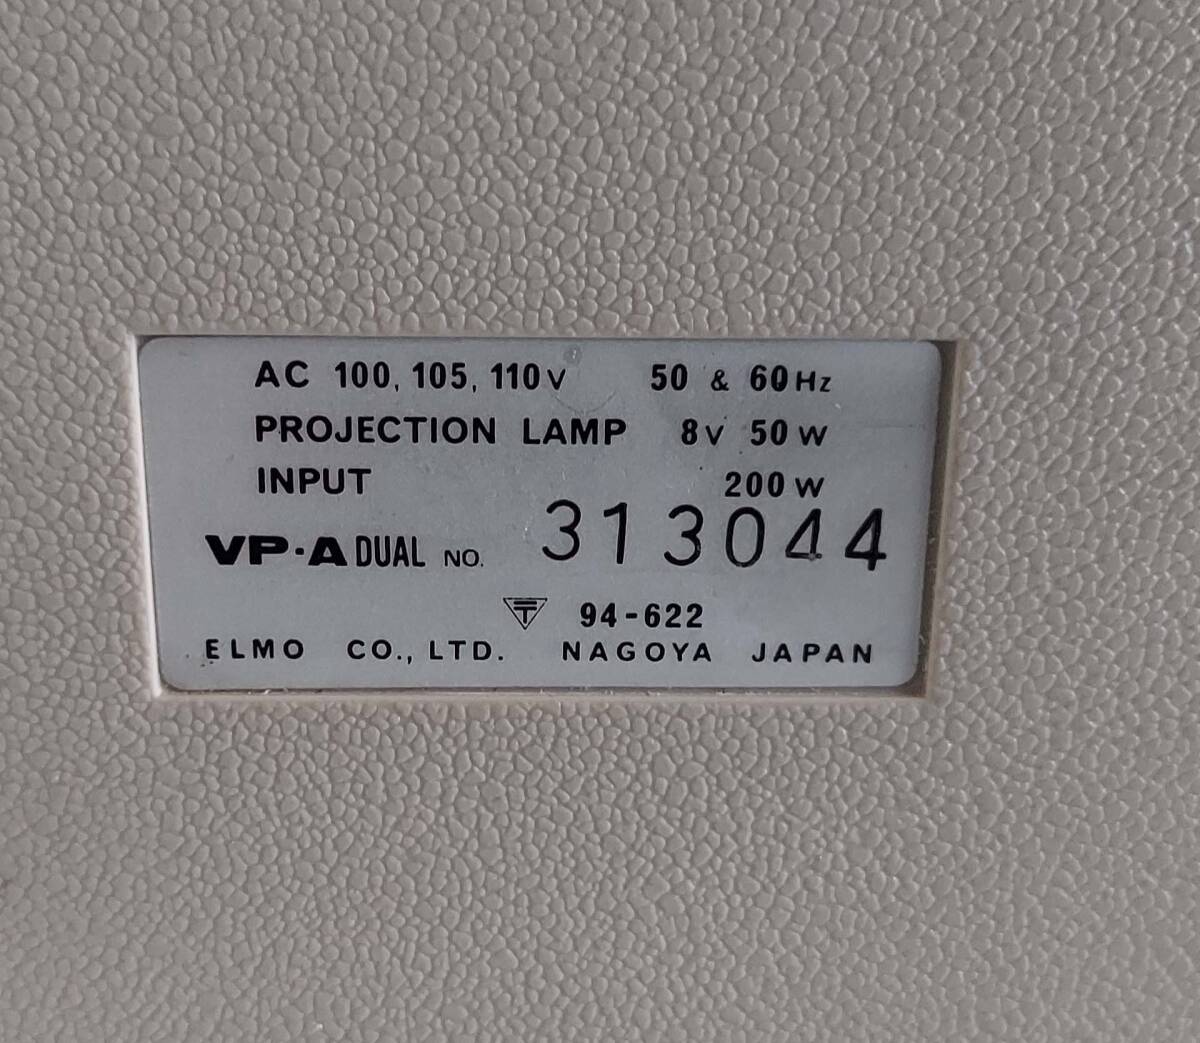 AC 100, 105, 110V 50 & 60Hz
PROJECTION LAMP 8V 50W
INPUT 200W
VP·A DUAL NO. 313044
〒 94-622
ELMO CO., LTD. NAGOYA JAPAN